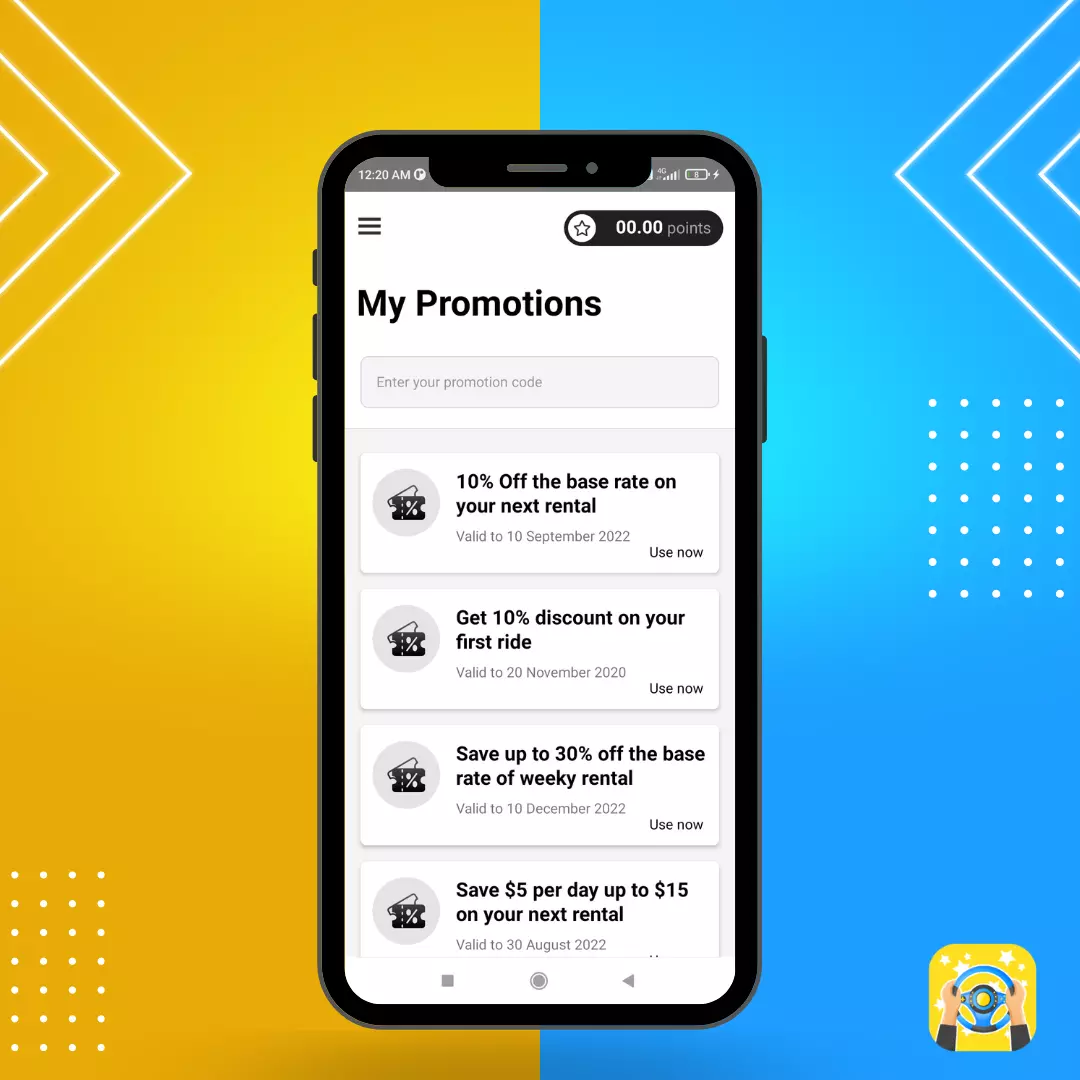 12:20 AM
4G
8
00.00 points
My Promotions
Enter your promotion code
10% Off the base rate on
your next rental
Valid to 10 September 2022
Use now
Get 10% discount on your
first ride
Valid to 20 November 2020
Use now
Save up to 30% off the base
rate of weeky rental
Valid to 10 December 2022
Use now
Save $5 per day up to $15
on your next rental
Valid to 30 August 2022